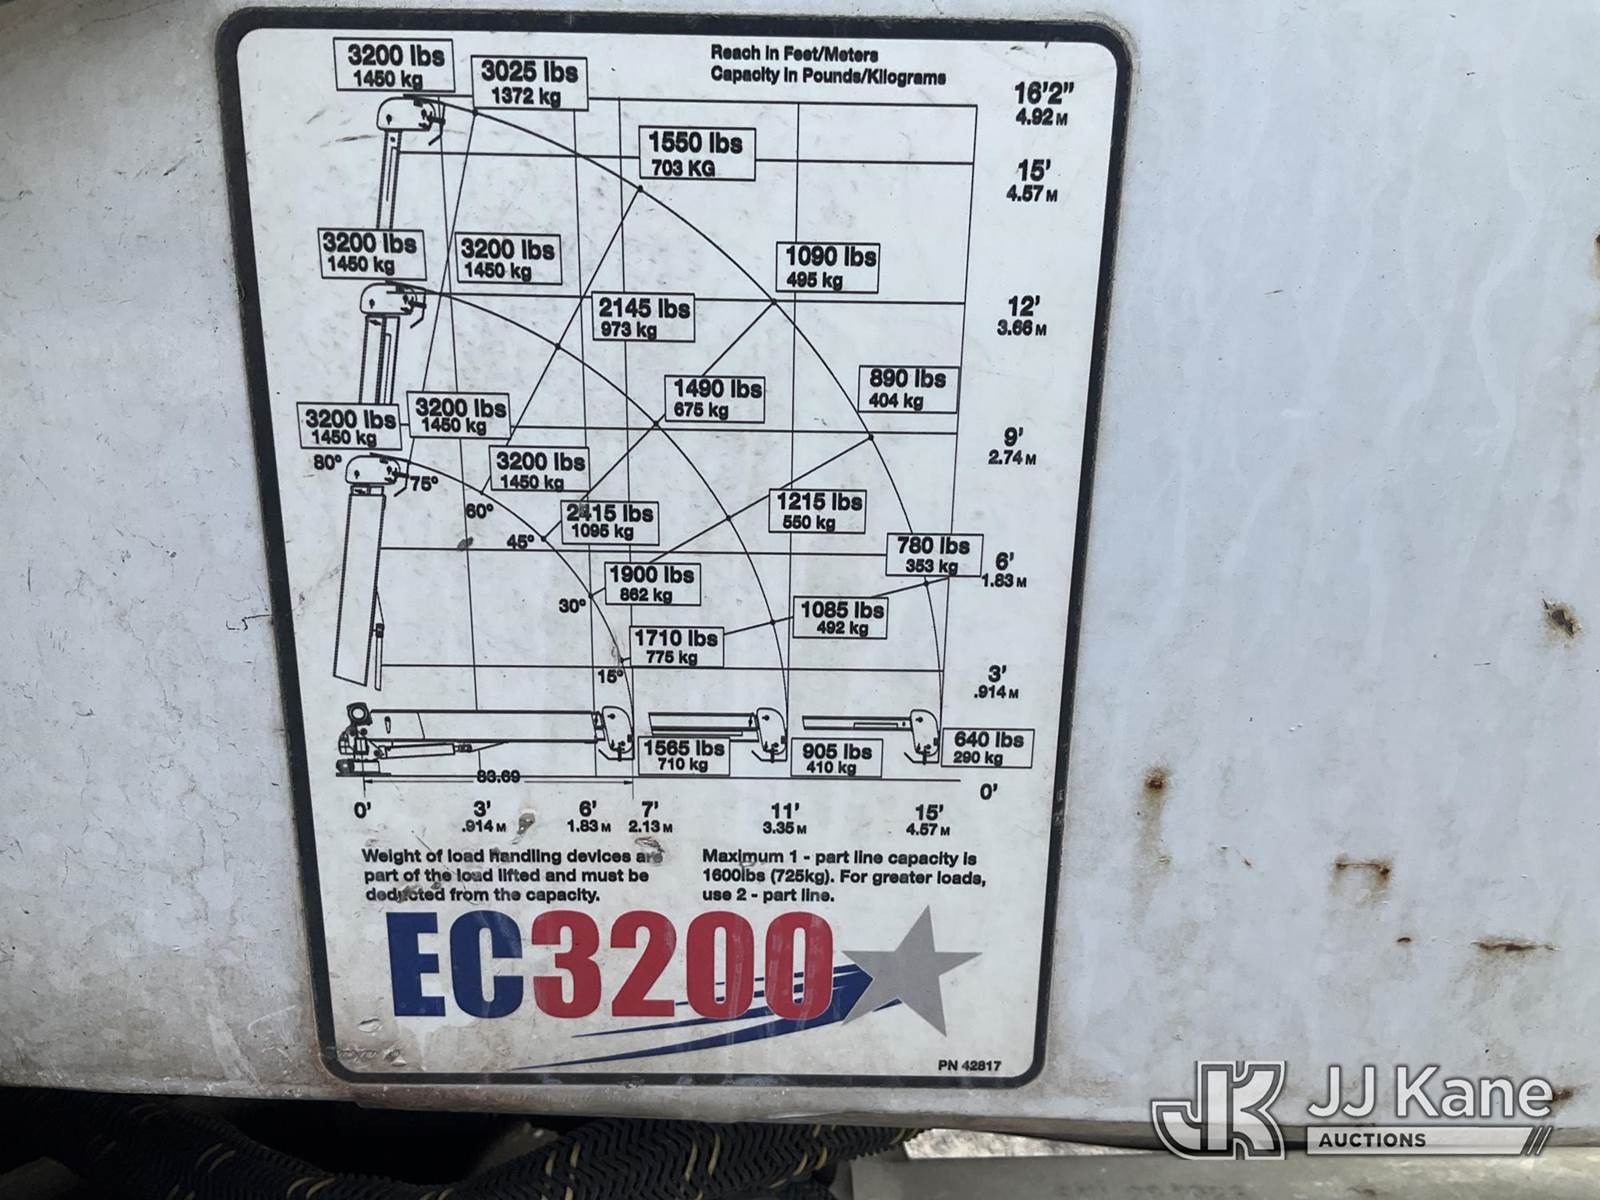 Reach in Feet/Meters
Capacity in Pounds/Kilograms
3200 lbs
1450 kg
3025 lbs
1372 kg
16'2"
4.92 M
1550 lbs
703 KG
15'
4.57 M
3200 lbs
1450 kg
3200 lbs
1450 kg
1090 lbs
495 kg
2145 lbs
973 kg
12'
3.66 M
1490 lbs
675 kg
890 lbs
404 kg
3200 lbs
1450 kg
3200 lbs
1450 kg
9'
2.74 M
80°
75°
3200 lbs
1450 kg
60°
2415 lbs
1095 kg
1215 lbs
550 kg
45°
780 lbs
353 kg
6'
1.83 M
1900 lbs
862 kg
30°
1085 lbs
492 kg
1710 lbs
775 kg
15°
3'
.914 M
1565 lbs
710 kg
905 lbs
410 kg
640 lbs
290 kg
83.69
0'
0'
3'
.914 M
6'
1.83 M
7'
2.13 M
11'
3.35 M
15'
4.57 M
Weight of load handling devices are
part of the load lifted and must be
deducted from the capacity.
Maximum 1 - part line capacity is
1600lbs (725kg). For greater loads,
use 2 - part line.
EC3200
PN 42817
JK JJ Kane
AUCTIONS